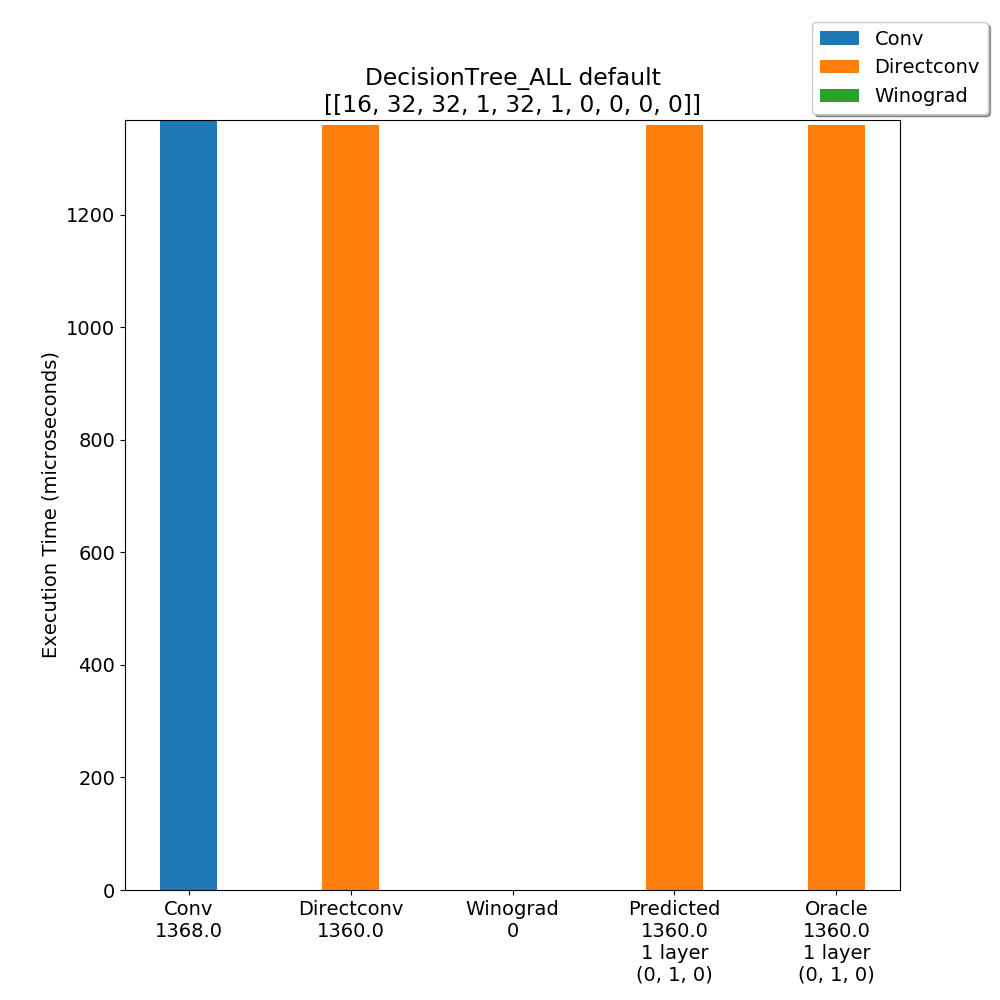 Conv
Directconv
Winograd
DecisionTree_ALL default
[[16, 32, 32, 1, 32, 1, 0, 0, 0, 0]]
Execution Time (microseconds)
1200
1000
800
600
400
200
0
Conv
1368.0
Directconv
1360.0
Winograd
0
Predicted
1360.0
1 layer
(0, 1, 0)
Oracle
1360.0
1 layer
(0, 1, 0)